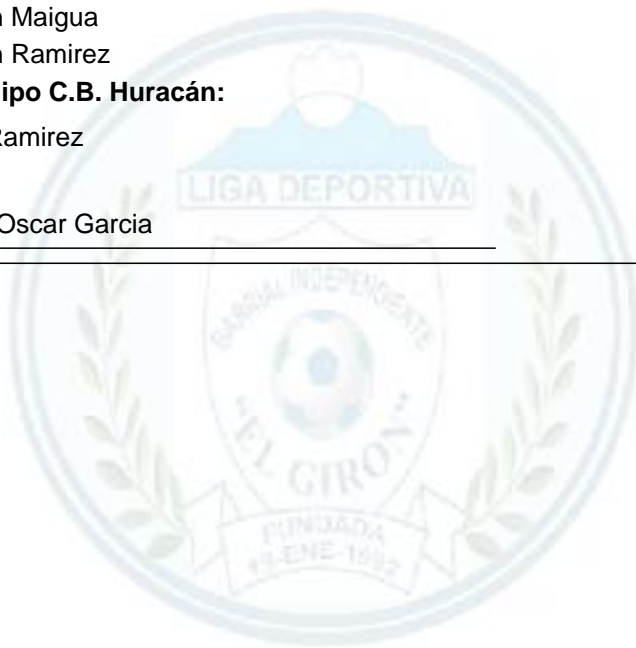 n Maigua
n Ramirez
ipo C.B. Huracán:
Ramirez
Oscar Garcia
LIGA DEPORTIVA
BARRIAL INDEPENDIENTE
"EL GIRON"
FUNDADA